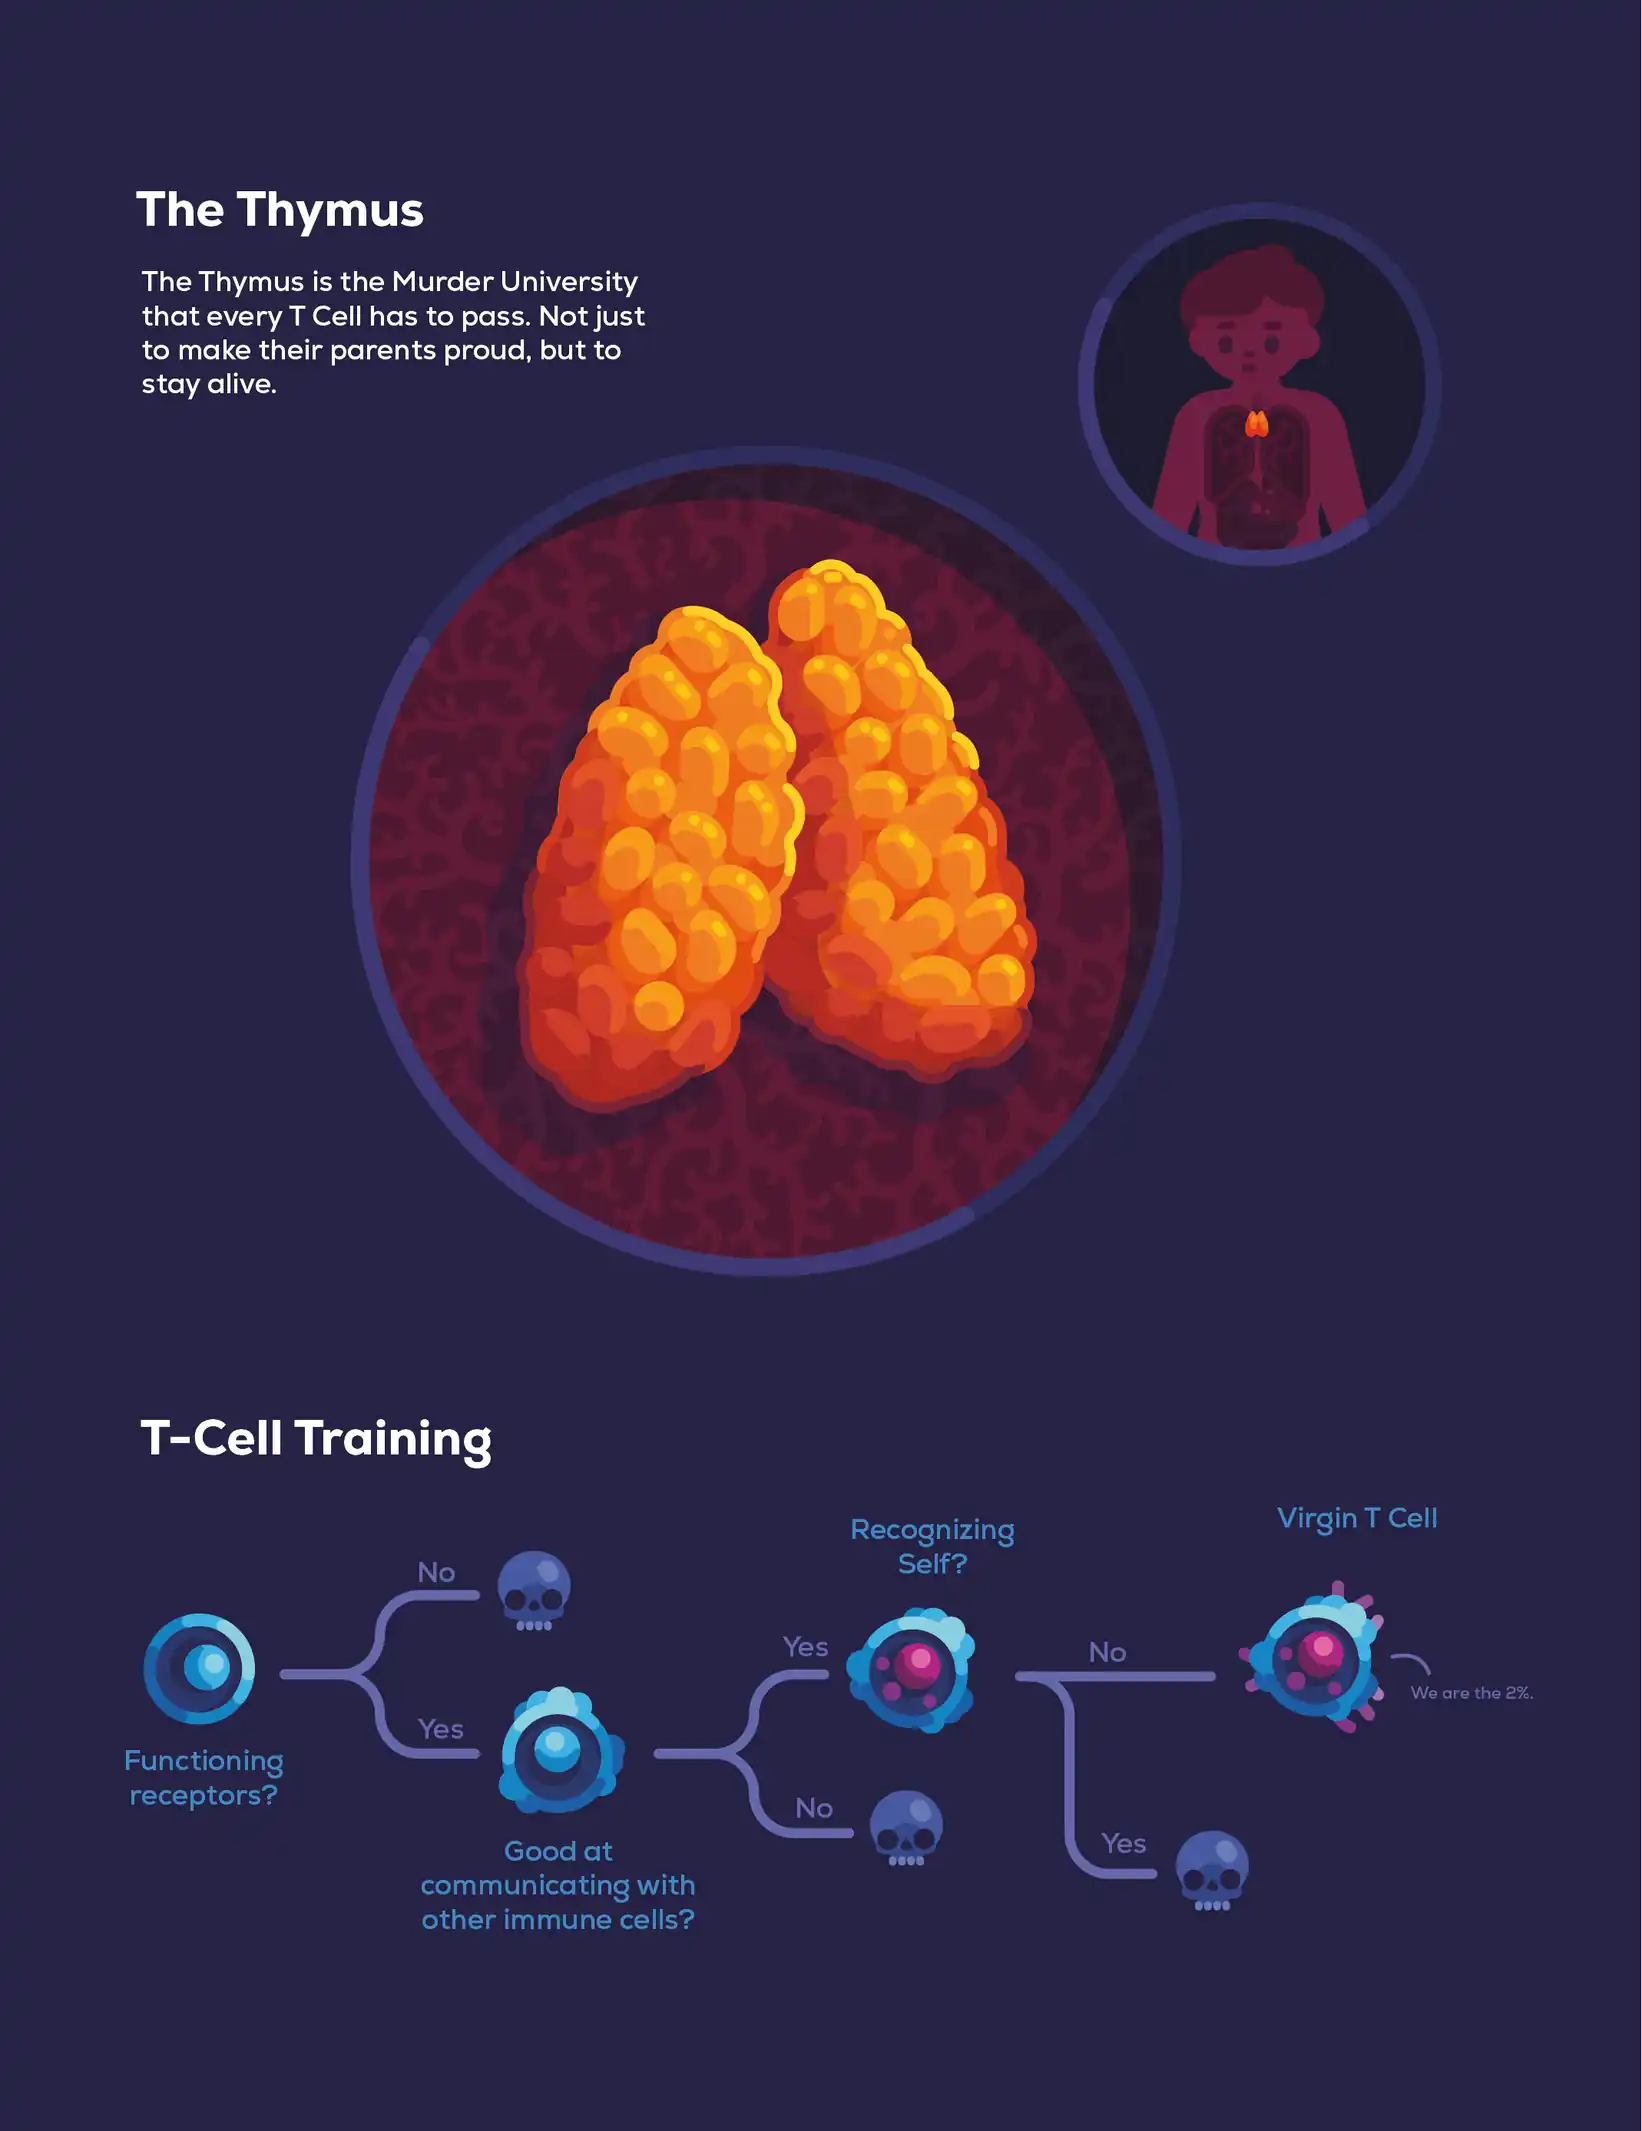 The Thymus
The Thymus is the Murder University
that every T Cell has to pass. Not just
to make their parents proud, but to
stay alive.
T-Cell Training
Functioning
receptors?
No
Yes
Good at
communicating with
other immune cells?
Yes
No
Recognizing
Self?
No
Yes
Virgin T Cell
We are the 2%.